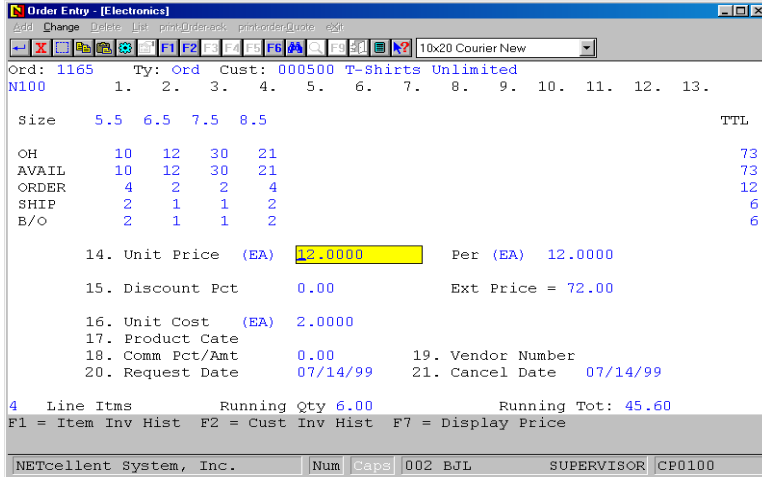 Order Entry - [Electronics]
Add Change Delete List print-Orderack print-order-Quote eXit
F1 F2 F3 F4 F5 F6 F9 10x20 Courier New
Ord: 1165 Ty: Ord Cust: 000500 T-Shirts Unlimited
N100 1. 2. 3. 4. 5. 6. 7. 8. 9. 10. 11. 12. 13.
Size 5.5 6.5 7.5 8.5 TTL
OH 10 12 30 21 73
AVAIL 10 12 30 21 73
ORDER 4 2 2 4 12
SHIP 2 1 1 2 6
B/O 2 1 1 2 6
14. Unit Price (EA) 12.0000 Per (EA) 12.0000
15. Discount Pct 0.00 Ext Price = 72.00
16. Unit Cost (EA) 2.0000
17. Product Cate
18. Comm Pct/Amt 0.00 19. Vendor Number
20. Request Date 07/14/99 21. Cancel Date 07/14/99
4 Line Itms Running Qty 6.00 Running Tot: 45.60
F1 = Item Inv Hist F2 = Cust Inv Hist F7 = Display Price
NETcellent System, Inc. Num Caps 002 BJL SUPERVISOR CP0100